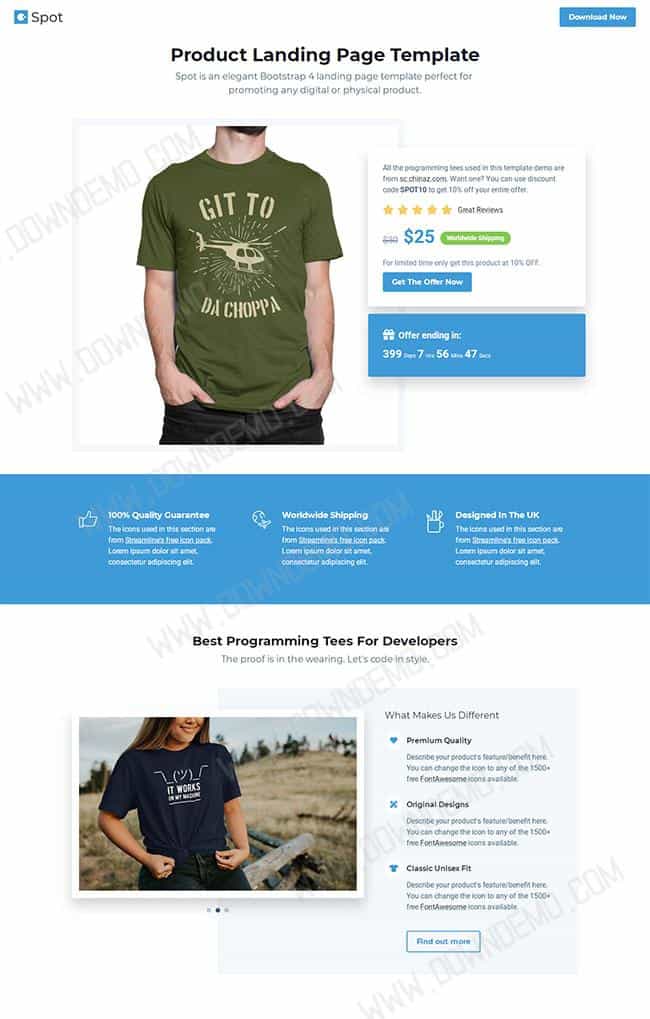 Spot
Download Now
Product Landing Page Template
Spot is an elegant Bootstrap 4 landing page template perfect for
promoting any digital or physical product.
GIT TO
DA CHOPPA
All the programming tees used in this template demo are
from sc.chinaz.com. Want one? You can use discount
code SPOT10 to get 10% off your entire offer.
Great Reviews
$30 $25 Worldwide Shipping
For limited time only get this product at 10% OFF.
Get The Offer Now
Offer ending in:
399 Days 7 Hrs 56 Mins 47 Secs
100% Quality Guarantee
The icons used in this section are
from Streamline's free icon pack.
Lorem ipsum dolor sit amet,
consectetur adipiscing elit.
Worldwide Shipping
The icons used in this section are
from Streamline's free icon pack.
Lorem ipsum dolor sit amet,
consectetur adipiscing elit.
Designed In The UK
The icons used in this section are
from Streamline's free icon pack.
Lorem ipsum dolor sit amet,
consectetur adipiscing elit.
Best Programming Tees For Developers
The proof is in the wearing. Let's code in style.
¯\_(ツ)_/¯
IT WORKS
ON MY MACHINE
What Makes Us Different
Premium Quality
Describe your product's feature/benefit here.
You can change the icon to any of the 1500+
free FontAwesome icons available.
Original Designs
Describe your product's feature/benefit here.
You can change the icon to any of the 1500+
free FontAwesome icons available.
Classic Unisex Fit
Describe your product's feature/benefit here.
You can change the icon to any of the 1500+
free FontAwesome icons available.
Find out more
WWW.DOWNDEMO.COM
WWW.DOWNDEMO.COM
WWW.DOWNDEMO.COM
WWW.DOWNDEMO.COM
WWW.DOWNDEMO.COM